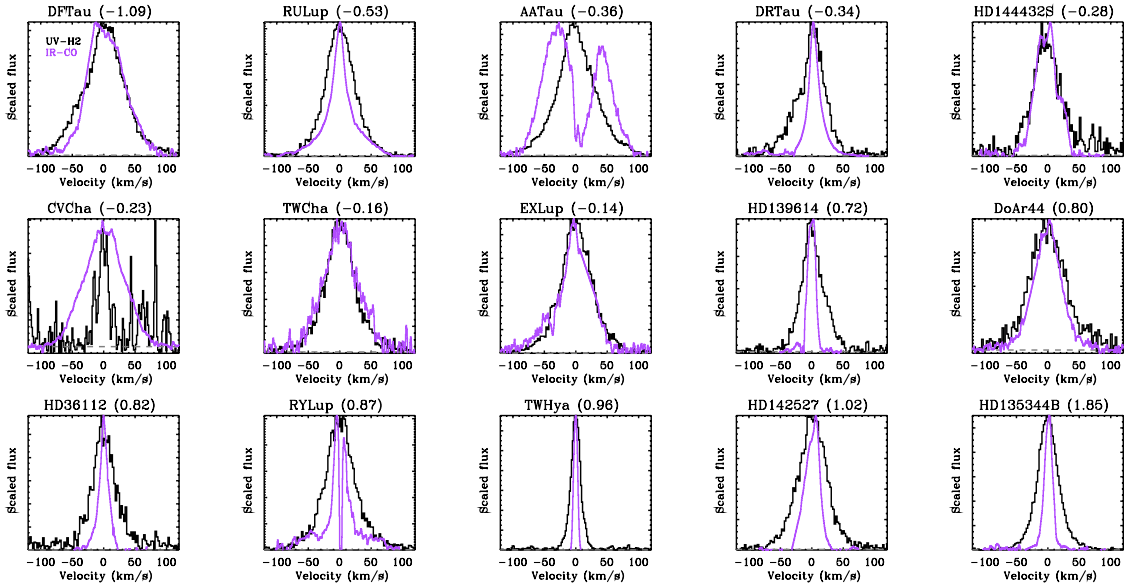 DFTau (−1.09) RULup (−0.53) AATau (−0.36) DRTau (−0.34) HD144432S (−0.28)
UV-H2
IR-CO
Scaled flux Scaled flux Scaled flux Scaled flux Scaled flux
−100 −50 0 50 100 −100 −50 0 50 100 −100 −50 0 50 100 −100 −50 0 50 100 −100 −50 0 50 100
Velocity (km/s) Velocity (km/s) Velocity (km/s) Velocity (km/s) Velocity (km/s)
CVCha (−0.23) TWCha (−0.16) EXLup (−0.14) HD139614 (0.72) DoAr44 (0.80)
Scaled flux Scaled flux Scaled flux Scaled flux Scaled flux
−100 −50 0 50 100 −100 −50 0 50 100 −100 −50 0 50 100 −100 −50 0 50 100 −100 −50 0 50 100
Velocity (km/s) Velocity (km/s) Velocity (km/s) Velocity (km/s) Velocity (km/s)
HD36112 (0.82) RYLup (0.87) TWHya (0.96) HD142527 (1.02) HD135344B (1.85)
Scaled flux Scaled flux Scaled flux Scaled flux Scaled flux
−100 −50 0 50 100 −100 −50 0 50 100 −100 −50 0 50 100 −100 −50 0 50 100 −100 −50 0 50 100
Velocity (km/s) Velocity (km/s) Velocity (km/s) Velocity (km/s) Velocity (km/s)